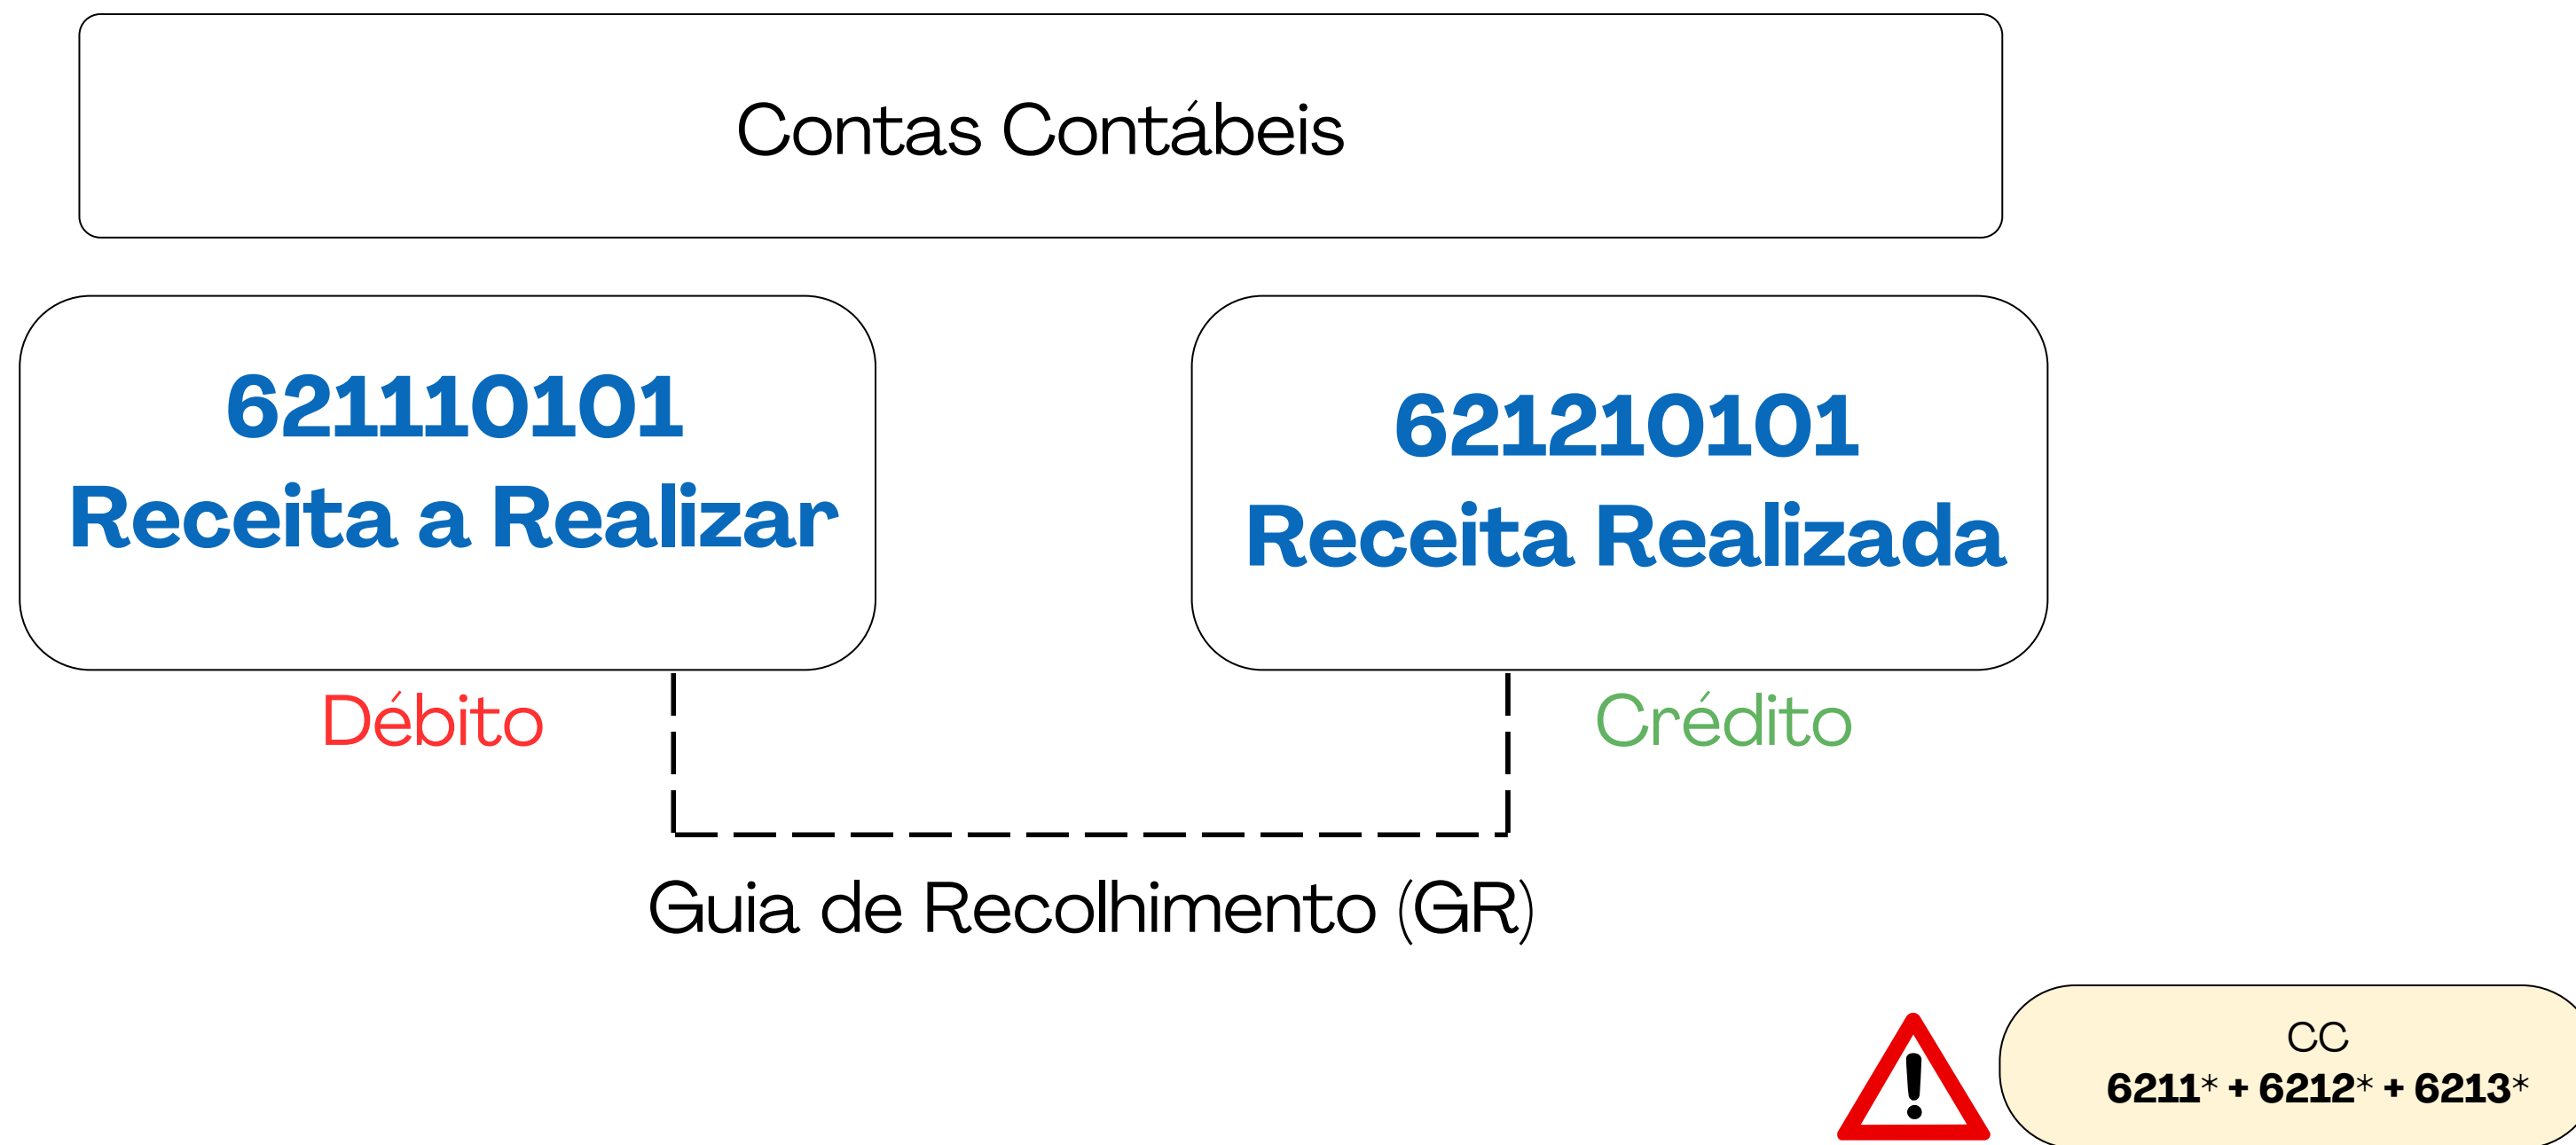 Contas Contábeis
621110101
Receita a Realizar
621210101
Receita Realizada
Débito
Crédito
Guia de Recolhimento (GR)
CC
6211* + 6212* + 6213*